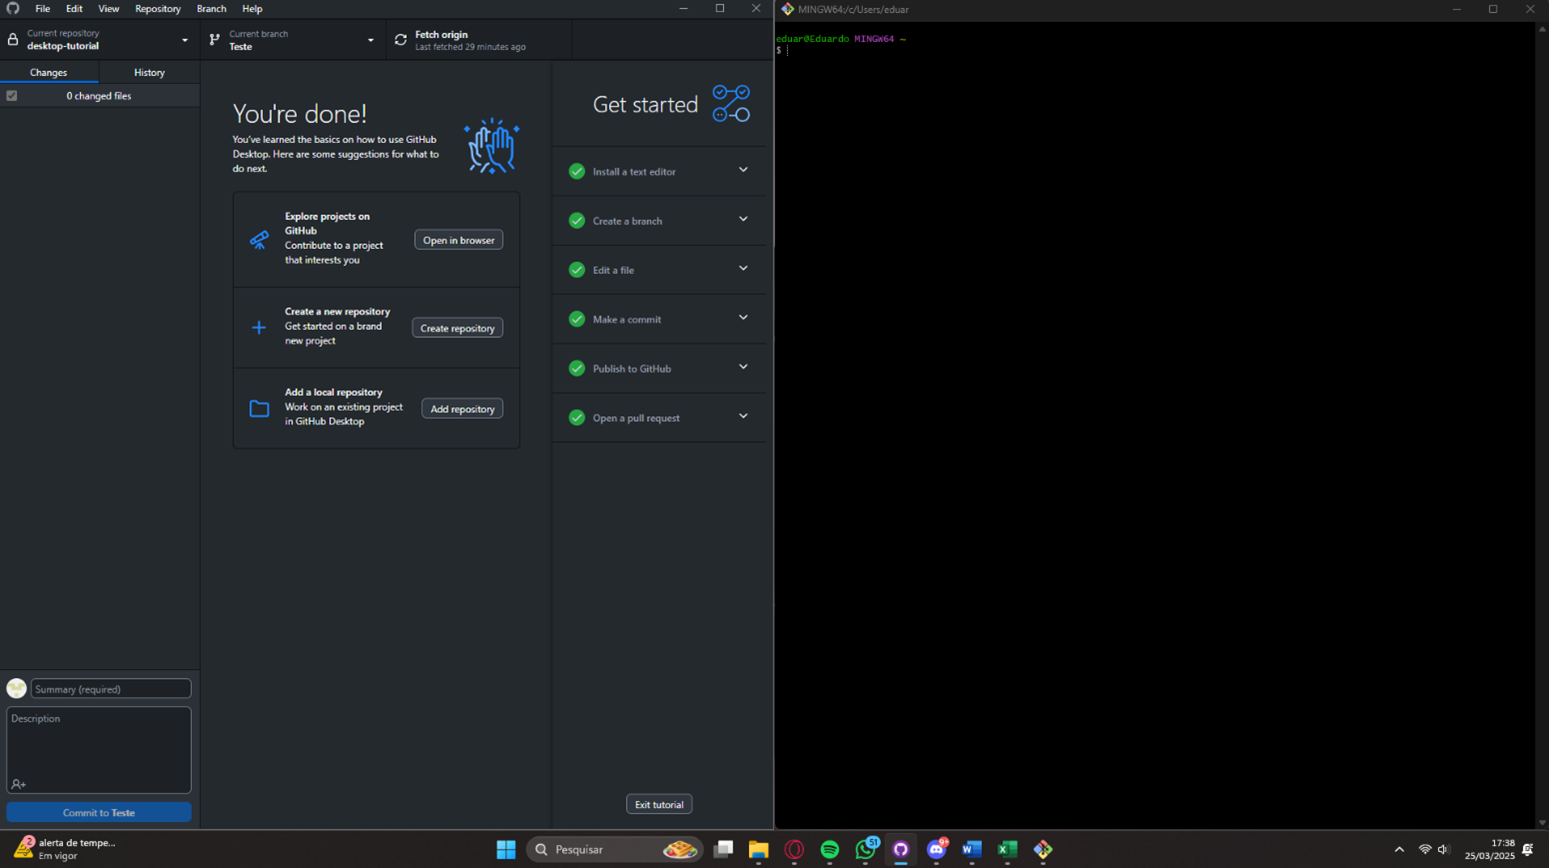 File Edit View Repository Branch Help
Current repository
desktop-tutorial
Current branch
Teste
Fetch origin
Last fetched 29 minutes ago
Changes
History
0 changed files
You're done!
You've learned the basics on how to use GitHub
Desktop. Here are some suggestions for what to
do next.
Explore projects on
GitHub
Contribute to a project
that interests you
Open in browser
Create a new repository
Get started on a brand
new project
Create repository
Add a local repository
Work on an existing project
in GitHub Desktop
Add repository
Get started
Install a text editor
Create a branch
Edit a file
Make a commit
Publish to GitHub
Open a pull request
Exit tutorial
Summary (required)
Description
Commit to Teste
MINGW64:/c/Users/eduar
eduar@Eduardo MINGW64 ~
$
2
alerta de tempe...
Em vigor
Pesquisar
51
9+
17:38
25/03/2025